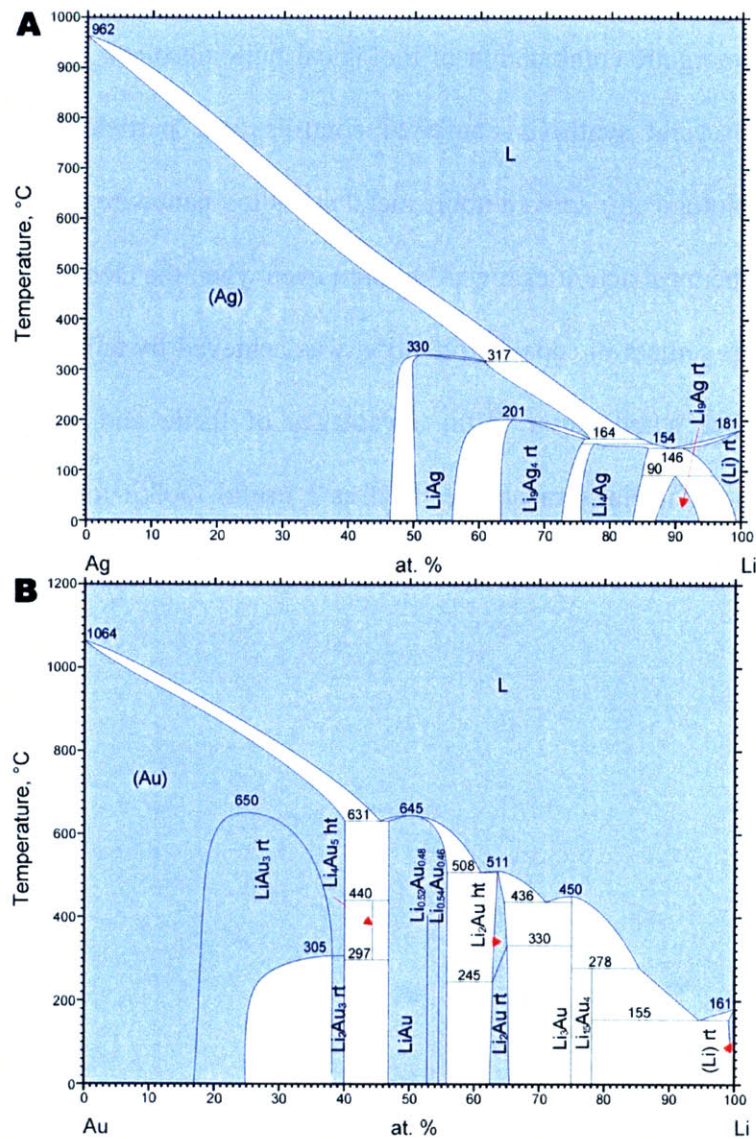 A
962
1000
900
800
700
600
500
400
300
200
100
0
Temperature, °C
L
(Ag)
330
317
201
164
154
181
146
90
LiAg
Li₉Ag₄ rt
Li₄Ag
Li₉Ag rt
(Li) rt
0 10 20 30 40 50 60 70 80 90 100
Ag at. % Li
B
1200
1000
800
600
400
200
0
Temperature, °C
1064
L
(Au)
650
631
645
508
511
440
436
450
330
305
297
278
245
155
161
LiAu₃ rt
Li₄Au₅ ht
Li₂Au₃ rt
LiAu
Li₀.₅₂Au₀.₄₈
Li₀.₅₄Au₀.₄₆
Li₂Au ht
Li₂Au rt
Li₃Au
Li₁₅Au₄
(Li) rt
0 10 20 30 40 50 60 70 80 90 100
Au at. % Li